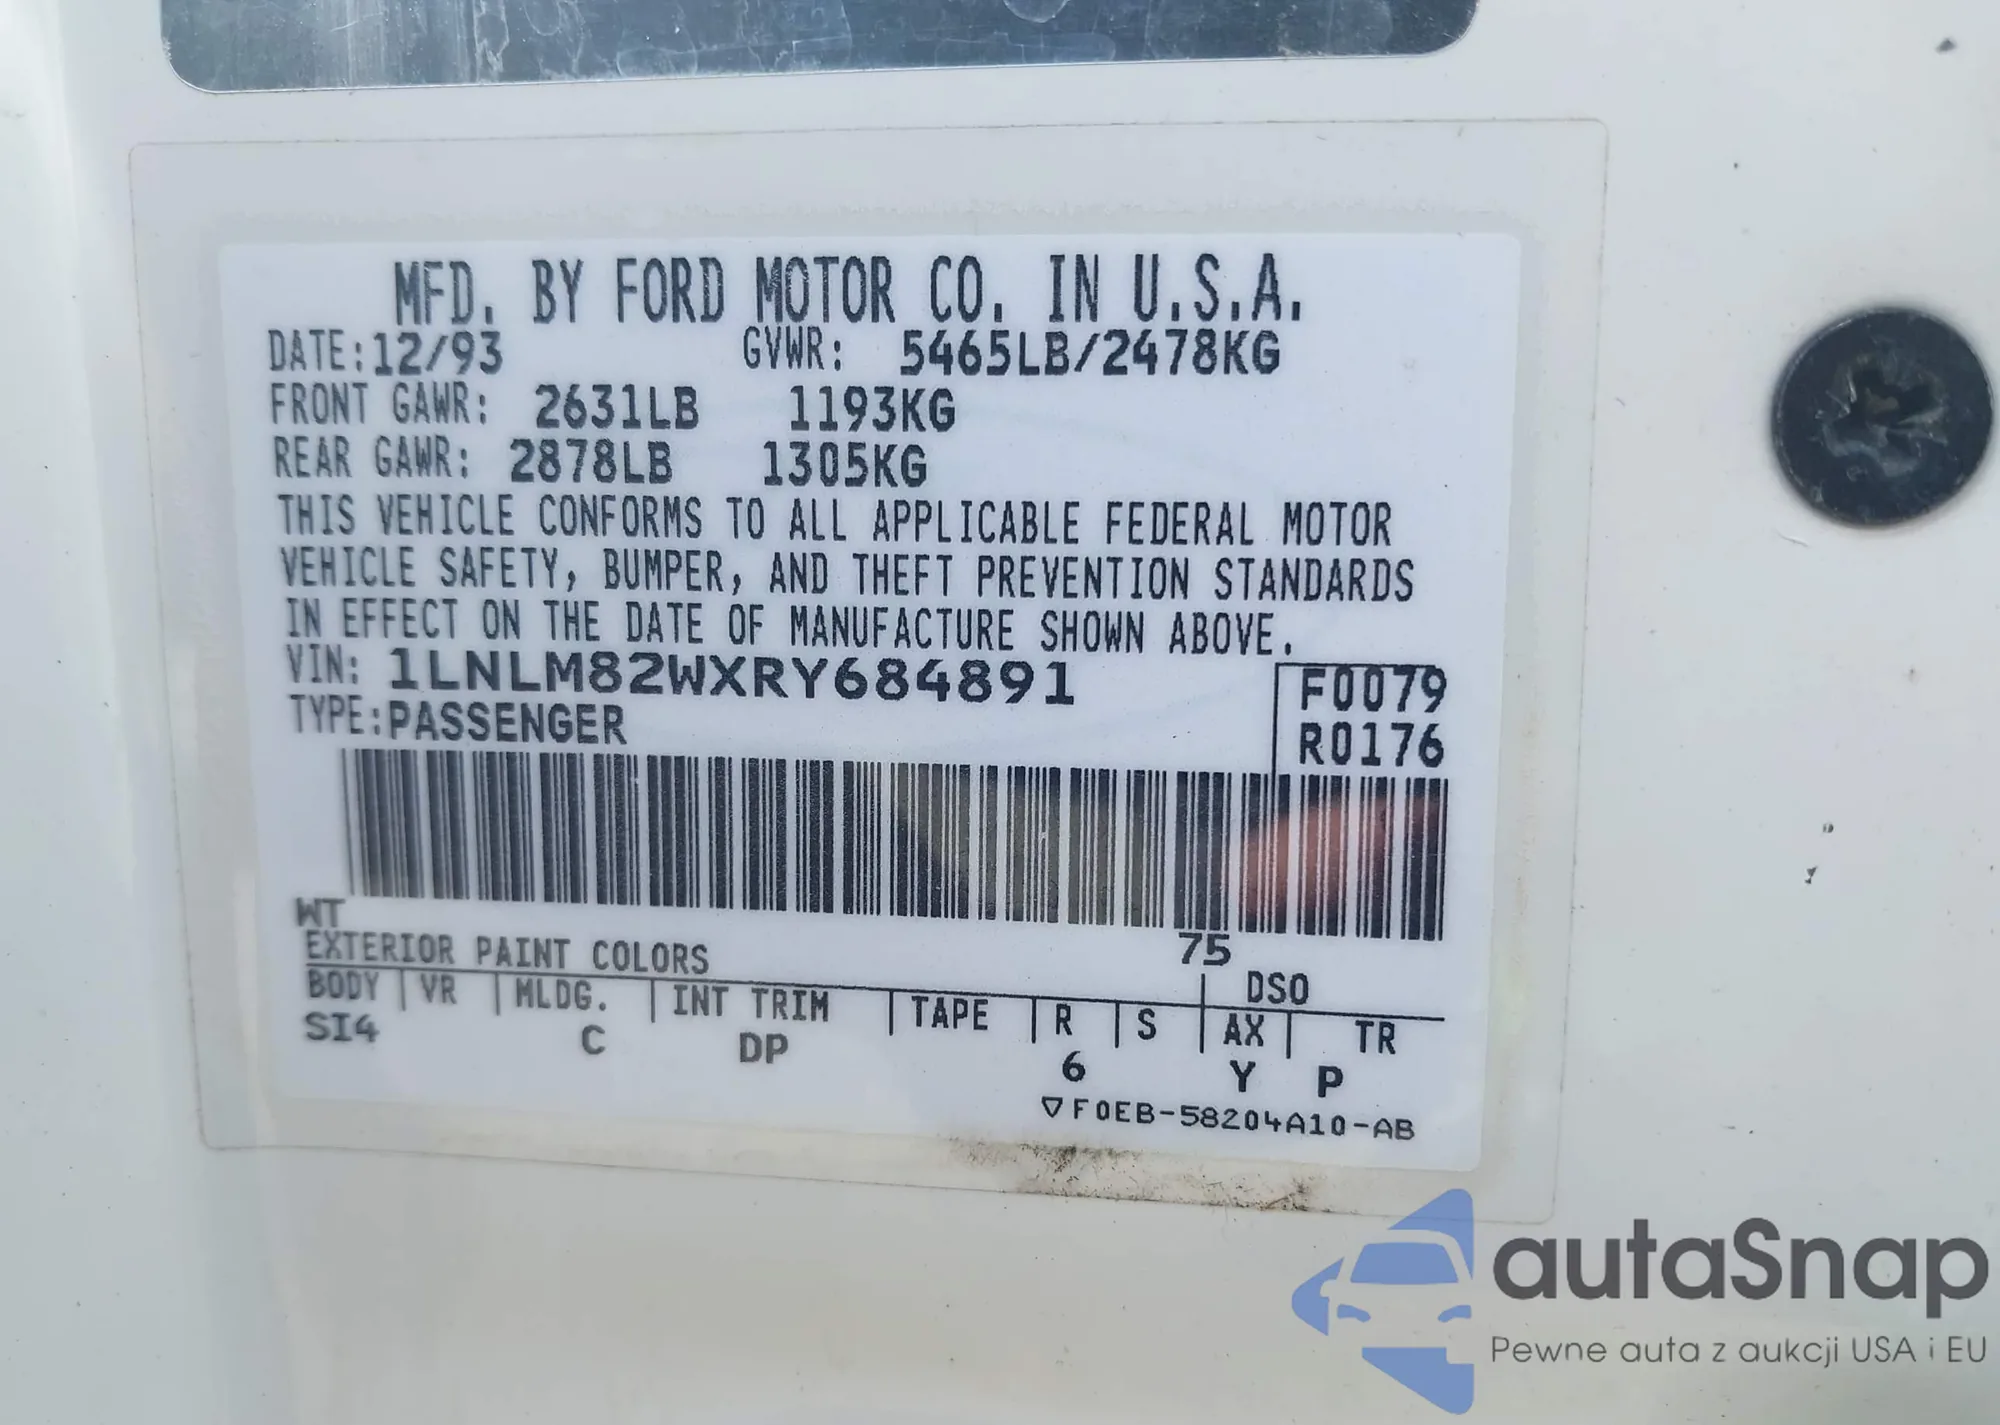 MFD. BY FORD MOTOR CO. IN U.S.A.
DATE:12/93 GVWR: 5465LB/2478KG
FRONT GAWR: 2631LB 1193KG
REAR GAWR: 2878LB 1305KG
THIS VEHICLE CONFORMS TO ALL APPLICABLE FEDERAL MOTOR
VEHICLE SAFETY, BUMPER, AND THEFT PREVENTION STANDARDS
IN EFFECT ON THE DATE OF MANUFACTURE SHOWN ABOVE.
VIN: 1LNLM82WXRY684891
F0079
TYPE:PASSENGER
R0176
WT
75
EXTERIOR PAINT COLORS DSO
BODY VR MLDG. INT TRIM TAPE R S AX TR
SI4 C DP 6 Y P
▽F0EB-58204A10-AB
autaSnap
Pewne auta z aukcji USA i EU